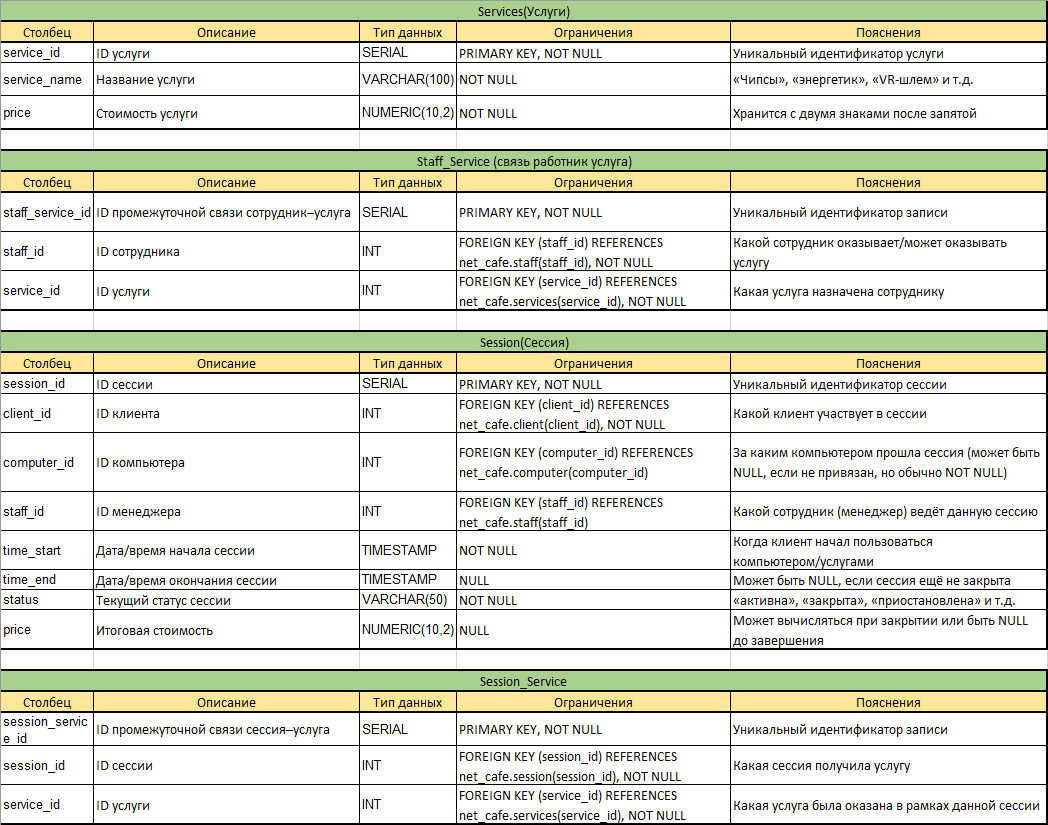 Services(Услуги)
Столбец Описание Тип данных Ограничения Пояснения
service_id ID услуги SERIAL PRIMARY KEY, NOT NULL Уникальный идентификатор услуги
service_name Название услуги VARCHAR(100) NOT NULL «Чипсы», «энергетик», «VR-шлем» и т.д.
price Стоимость услуги NUMERIC(10,2) NOT NULL Хранится с двумя знаками после запятой
Staff_Service (связь работник услуга)
Столбец Описание Тип данных Ограничения Пояснения
staff_service_id ID промежуточной связи сотрудник–услуга SERIAL PRIMARY KEY, NOT NULL Уникальный идентификатор записи
staff_id ID сотрудника INT FOREIGN KEY (staff_id) REFERENCES
net_cafe.staff(staff_id), NOT NULL Какой сотрудник оказывает/может оказывать
услугу
service_id ID услуги INT FOREIGN KEY (service_id) REFERENCES
net_cafe.services(service_id), NOT NULL Какая услуга назначена сотруднику
Session(Сессия)
Столбец Описание Тип данных Ограничения Пояснения
session_id ID сессии SERIAL PRIMARY KEY, NOT NULL Уникальный идентификатор сессии
client_id ID клиента INT FOREIGN KEY (client_id) REFERENCES
net_cafe.client(client_id), NOT NULL Какой клиент участвует в сессии
computer_id ID компьютера INT FOREIGN KEY (computer_id) REFERENCES
net_cafe.computer(computer_id) За каким компьютером прошла сессия (может быть
NULL, если не привязан, но обычно NOT NULL)
staff_id ID менеджера INT FOREIGN KEY (staff_id) REFERENCES
net_cafe.staff(staff_id) Какой сотрудник (менеджер) ведёт данную сессию
time_start Дата/время начала сессии TIMESTAMP NOT NULL Когда клиент начал пользоваться
компьютером/услугами
time_end Дата/время окончания сессии TIMESTAMP NULL Может быть NULL, если сессия ещё не закрыта
status Текущий статус сессии VARCHAR(50) NOT NULL «активна», «закрыта», «приостановлена» и т.д.
price Итоговая стоимость NUMERIC(10,2) NULL Может вычисляться при закрытии или быть NULL
до завершения
Session_Service
Столбец Описание Тип данных Ограничения Пояснения
session_servic
e_id ID промежуточной связи сессия–услуга SERIAL PRIMARY KEY, NOT NULL Уникальный идентификатор записи
session_id ID сессии INT FOREIGN KEY (session_id) REFERENCES
net_cafe.session(session_id), NOT NULL Какая сессия получила услугу
service_id ID услуги INT FOREIGN KEY (service_id) REFERENCES
net_cafe.services(service_id), NOT NULL Какая услуга была оказана в рамках данной сессии